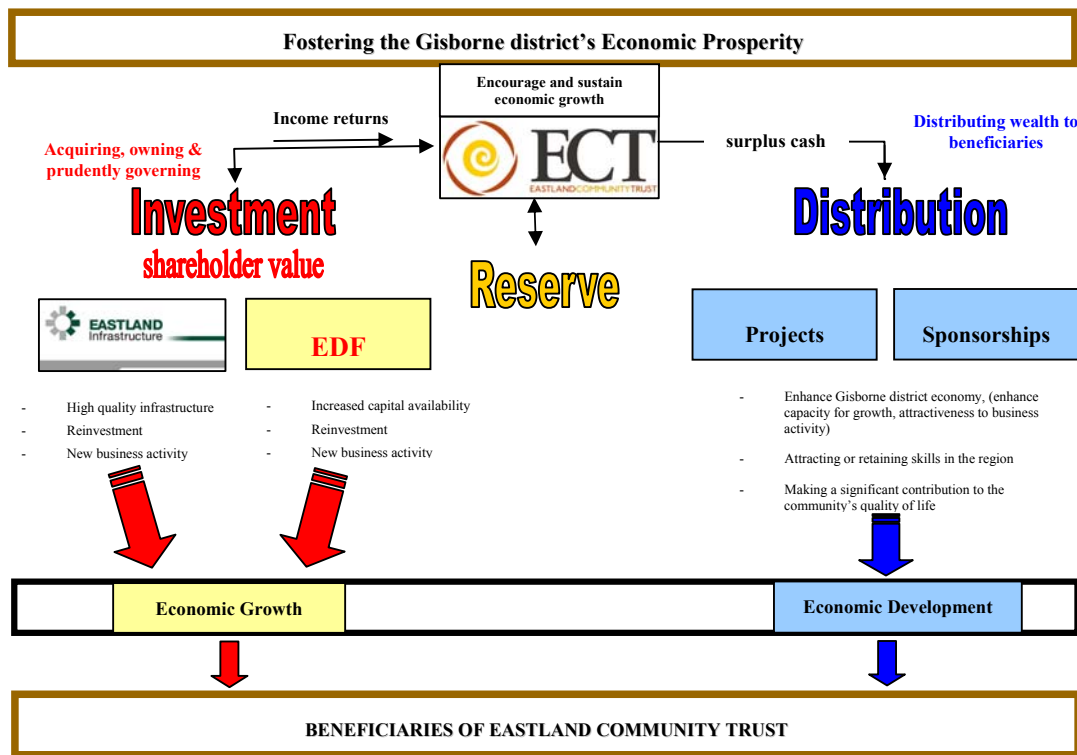 Fostering the Gisborne district's Economic Prosperity
Encourage and sustain
economic growth
Income returns
ECT
EASTLANDCOMMUNITYTRUST
surplus cash
Distributing wealth to
beneficiaries
Acquiring, owning &
prudently governing
Investment
shareholder value
Reserve
Distribution
EASTLAND
Infrastructure
EDF
Projects
Sponsorships
- High quality infrastructure
- Reinvestment
- New business activity
- Increased capital availability
- Reinvestment
- New business activity
- Enhance Gisborne district economy, (enhance
capacity for growth, attractiveness to business
activity)
- Attracting or retaining skills in the region
- Making a significant contribution to the
community's quality of life
Economic Growth
Economic Development
BENEFICIARIES OF EASTLAND COMMUNITY TRUST